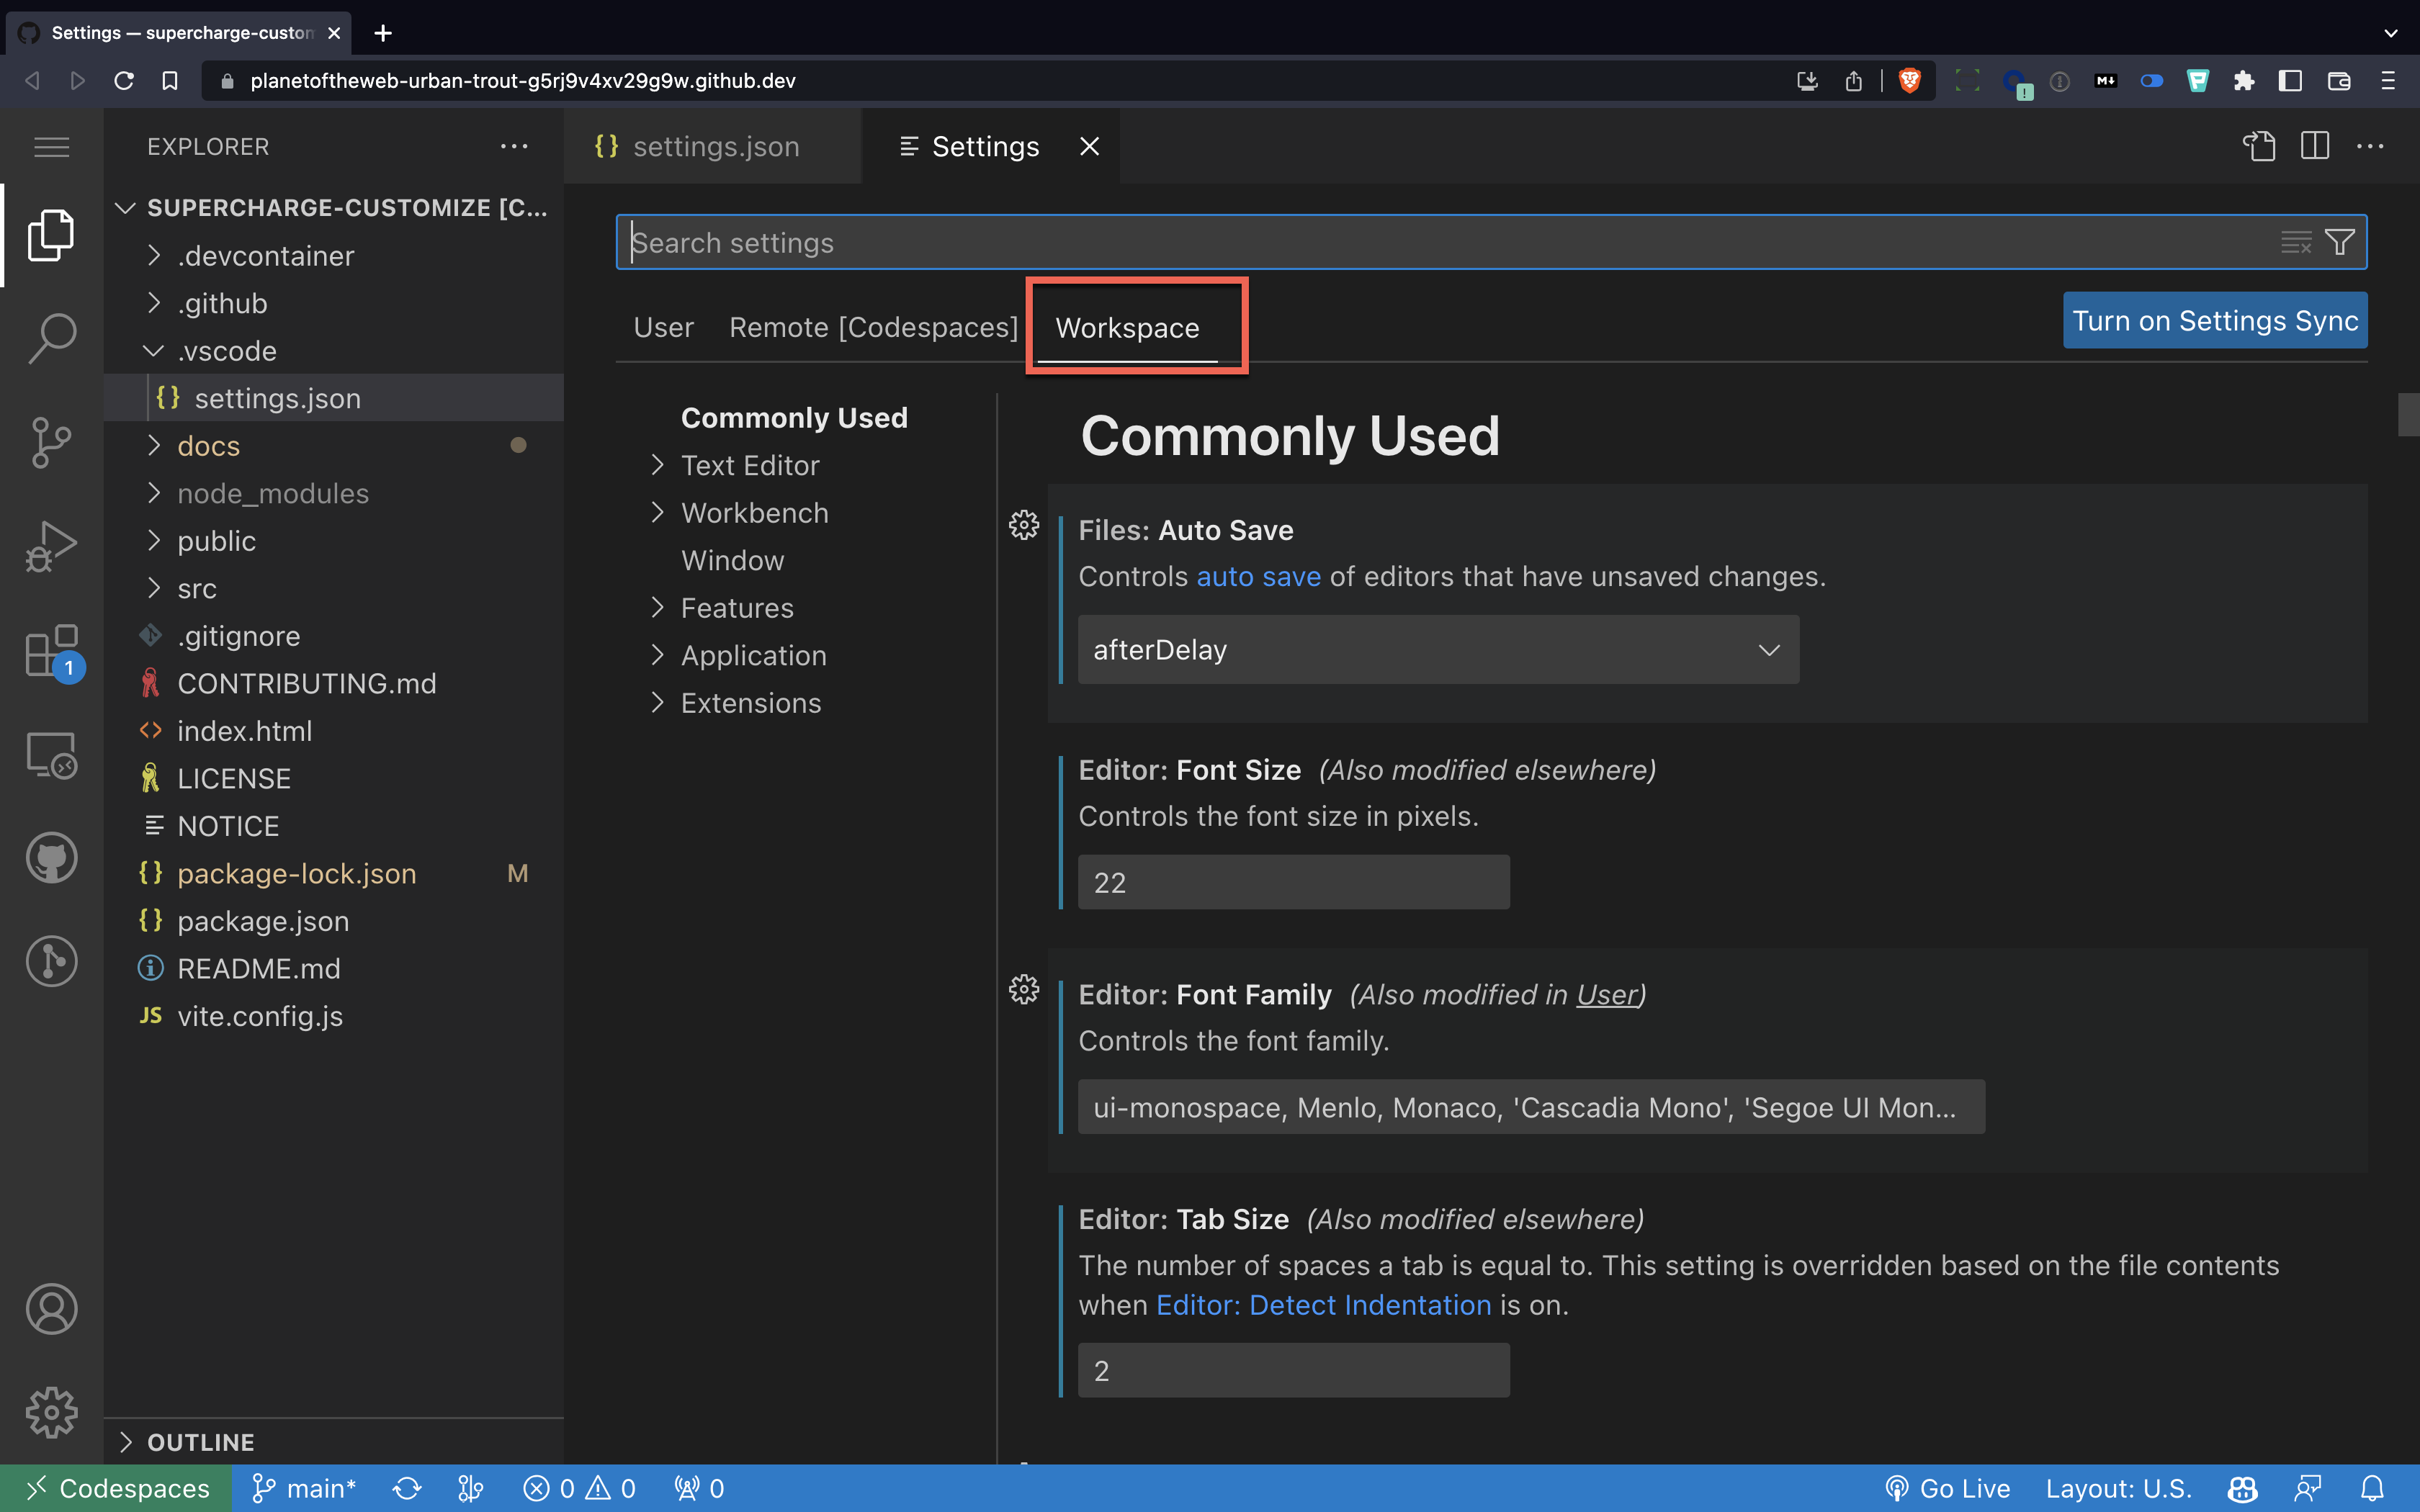 Settings — supercharge-custom
planetoftheweb-urban-trout-g5rj9v4xv29g9w.github.dev
M↓
!
EXPLORER
SUPERCHARGE-CUSTOMIZE [C...
.devcontainer
.github
.vscode
{} settings.json
docs
node_modules
public
src
.gitignore
CONTRIBUTING.md
<> index.html
LICENSE
NOTICE
{} package-lock.json M
{} package.json
README.md
JS vite.config.js
OUTLINE
1
{} settings.json
Settings
Search settings
User
Remote [Codespaces]
Workspace
Turn on Settings Sync
Commonly Used
Text Editor
Workbench
Window
Features
Application
Extensions
Commonly Used
Files: Auto Save
Controls auto save of editors that have unsaved changes.
afterDelay
Editor: Font Size (Also modified elsewhere)
Controls the font size in pixels.
22
Editor: Font Family (Also modified in User)
Controls the font family.
ui-monospace, Menlo, Monaco, 'Cascadia Mono', 'Segoe UI Mon...
Editor: Tab Size (Also modified elsewhere)
The number of spaces a tab is equal to. This setting is overridden based on the file contents
when Editor: Detect Indentation is on.
2
Codespaces main* 0 0 0 Go Live Layout: U.S.